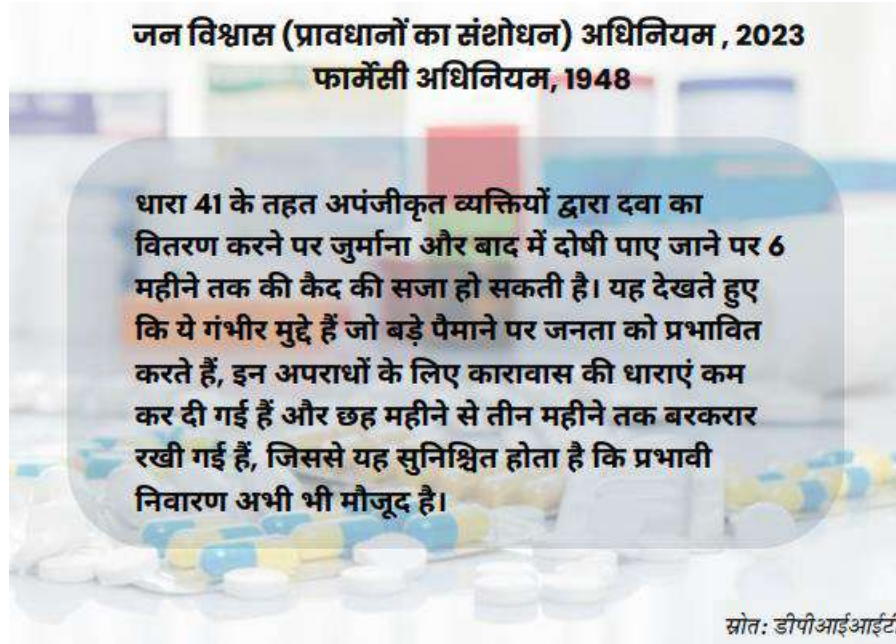 जन विश्वास (प्रावधानों का संशोधन) अधिनियम , 2023
फार्मेसी अधिनियम, 1948
धारा 41 के तहत अपंजीकृत व्यक्तियों द्वारा दवा का
वितरण करने पर जुर्माना और बाद में दोषी पाए जाने पर 6
महीने तक की कैद की सजा हो सकती है। यह देखते हुए
कि ये गंभीर मुद्दे हैं जो बड़े पैमाने पर जनता को प्रभावित
करते हैं, इन अपराधों के लिए कारावास की धाराएं कम
कर दी गई हैं और छह महीने से तीन महीने तक बरकरार
रखी गई हैं, जिससे यह सुनिश्चित होता है कि प्रभावी
निवारण अभी भी मौजूद है।
स्रोत: